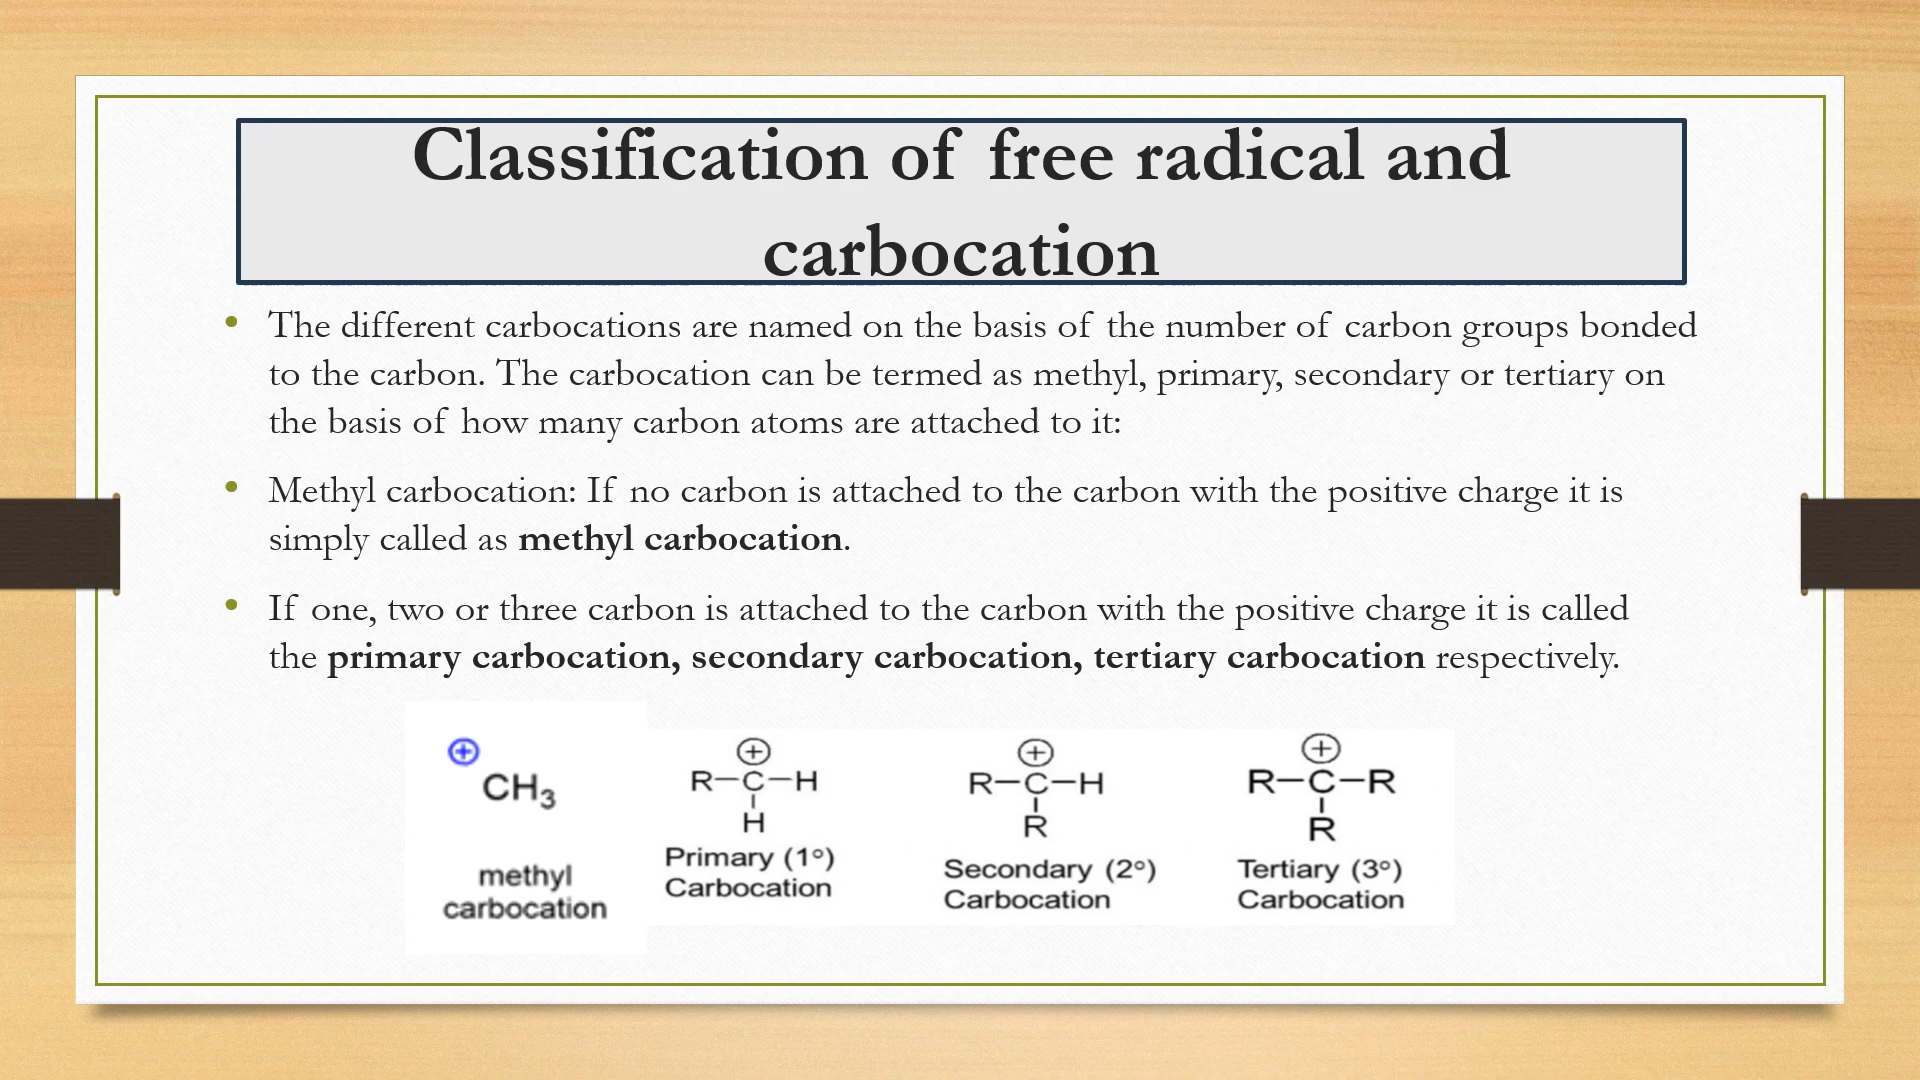 Classification of free radical and
carbocation
• The different carbocations are named on the basis of the number of carbon groups bonded
to the carbon. The carbocation can be termed as methyl, primary, secondary or tertiary on
the basis of how many carbon atoms are attached to it:
• Methyl carbocation: If no carbon is attached to the carbon with the positive charge it is
simply called as methyl carbocation.
• If one, two or three carbon is attached to the carbon with the positive charge it is called
the primary carbocation, secondary carbocation, tertiary carbocation respectively.
⊕
CH₃
methyl
carbocation
⊕
R–C–H
H
Primary (1°)
Carbocation
⊕
R–C–H
R
Secondary (2°)
Carbocation
⊕
R–C–R
R
Tertiary (3°)
Carbocation